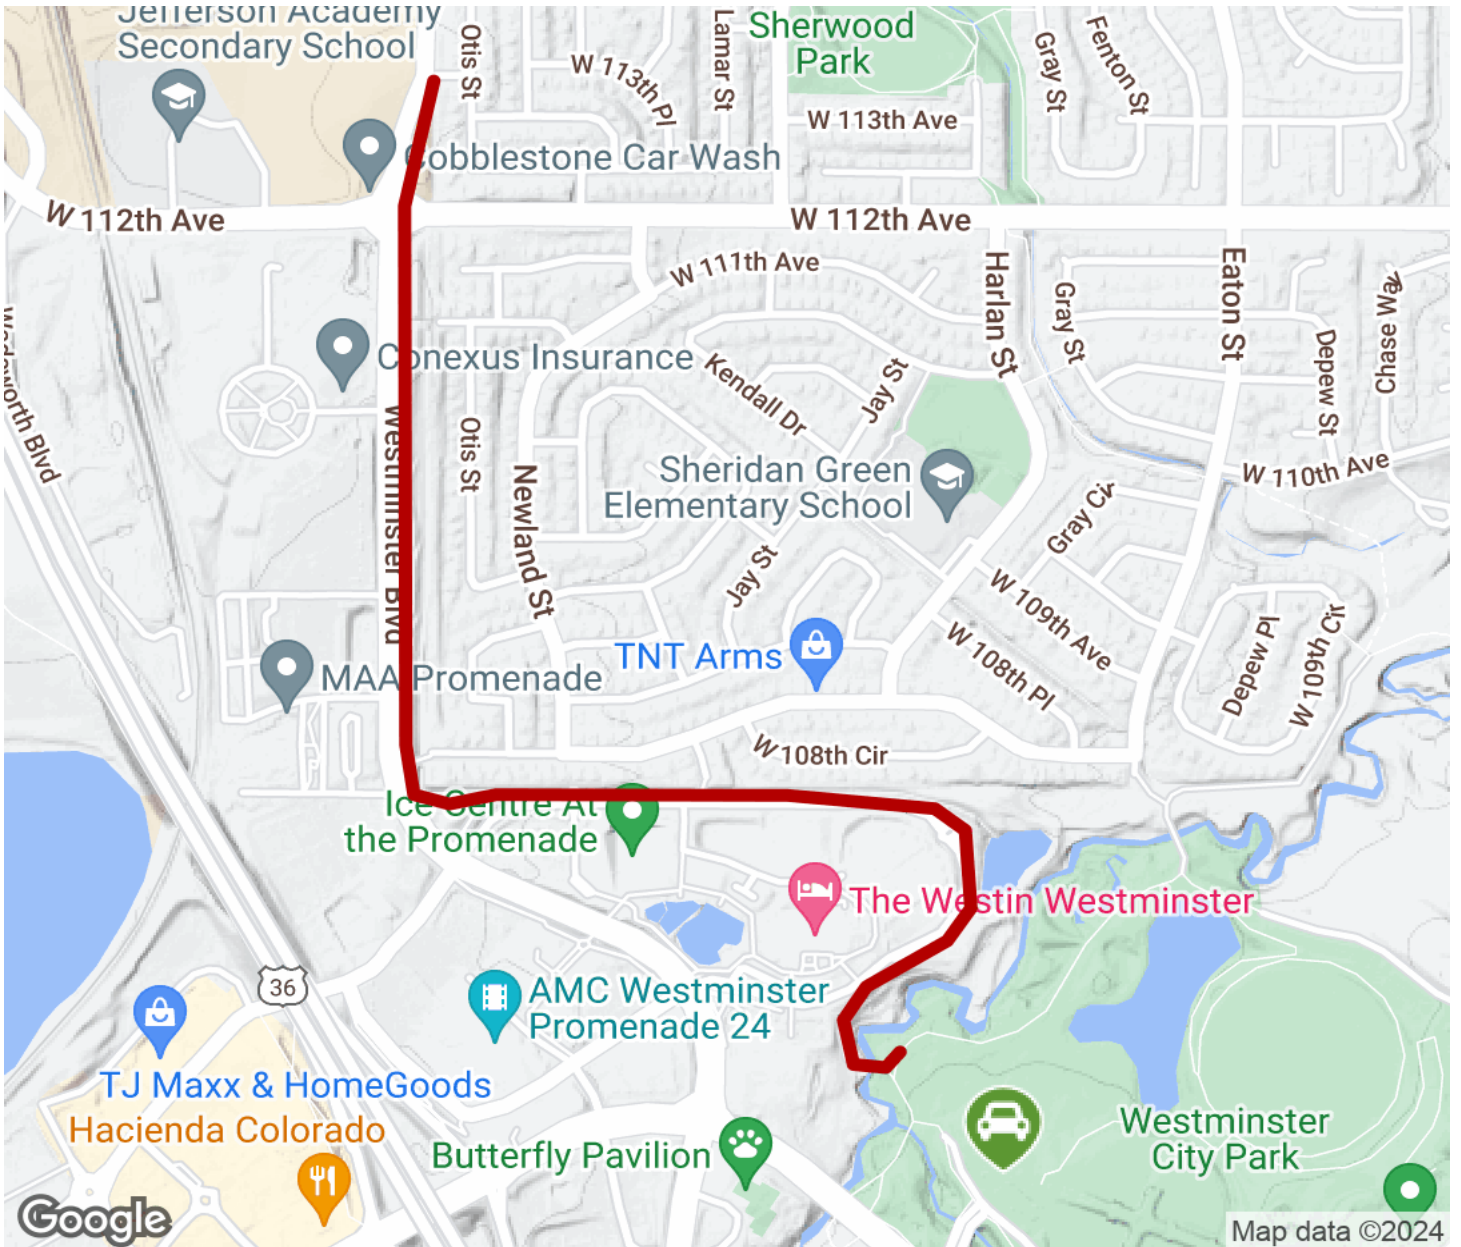 Jefferson Academy
Secondary School
Otis St
W 113th Pl
Lamar St
Sherwood
Park
Gray St
Fenton St
W 113th Ave
Cobblestone Car Wash
W 112th Ave
W 112th Ave
W 111th Ave
Harlan St
Gray St
Eaton St
Chase Way
Depew St
Wadsworth Blvd
Conexus Insurance
Kendall Dr
Jay St
Westminster Blvd
Otis St
Newland St
Sheridan Green
Elementary School
W 110th Ave
Gray Cir
Jay St
W 109th Ave
W 108th Pl
Depew Pl
W 109th Cir
TNT Arms
MAA Promenade
W 108th Cir
Ice Centre At
the Promenade
The Westin Westminster
36
AMC Westminster
Promenade 24
TJ Maxx & HomeGoods
Hacienda Colorado
Butterfly Pavilion
Westminster
City Park
Google
Map data ©2024